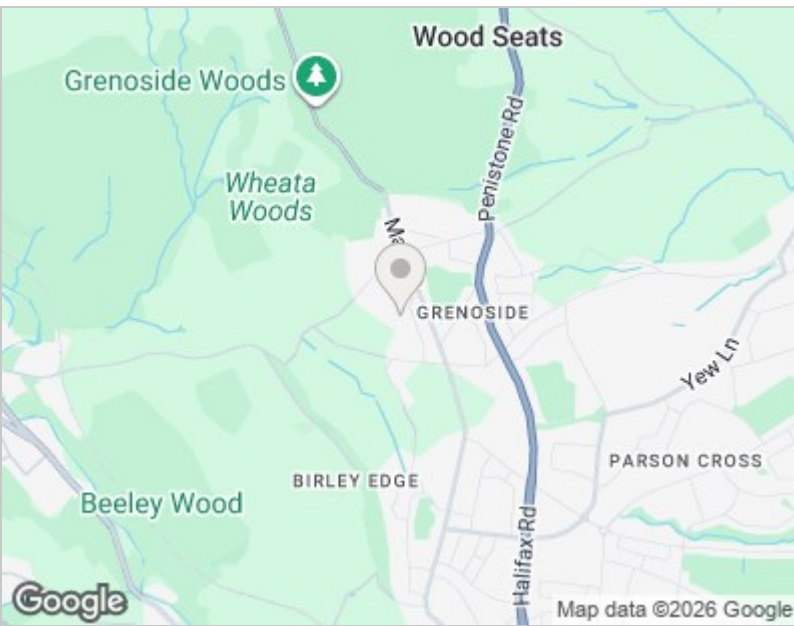 Wood Seats
Grenoside Woods
Penistone Rd
Wheata
Woods
GRENOSIDE
Yew Ln
PARSON CROSS
BIRLEY EDGE
Beeley Wood
Halifax Rd
Google
Map data ©2026 Google